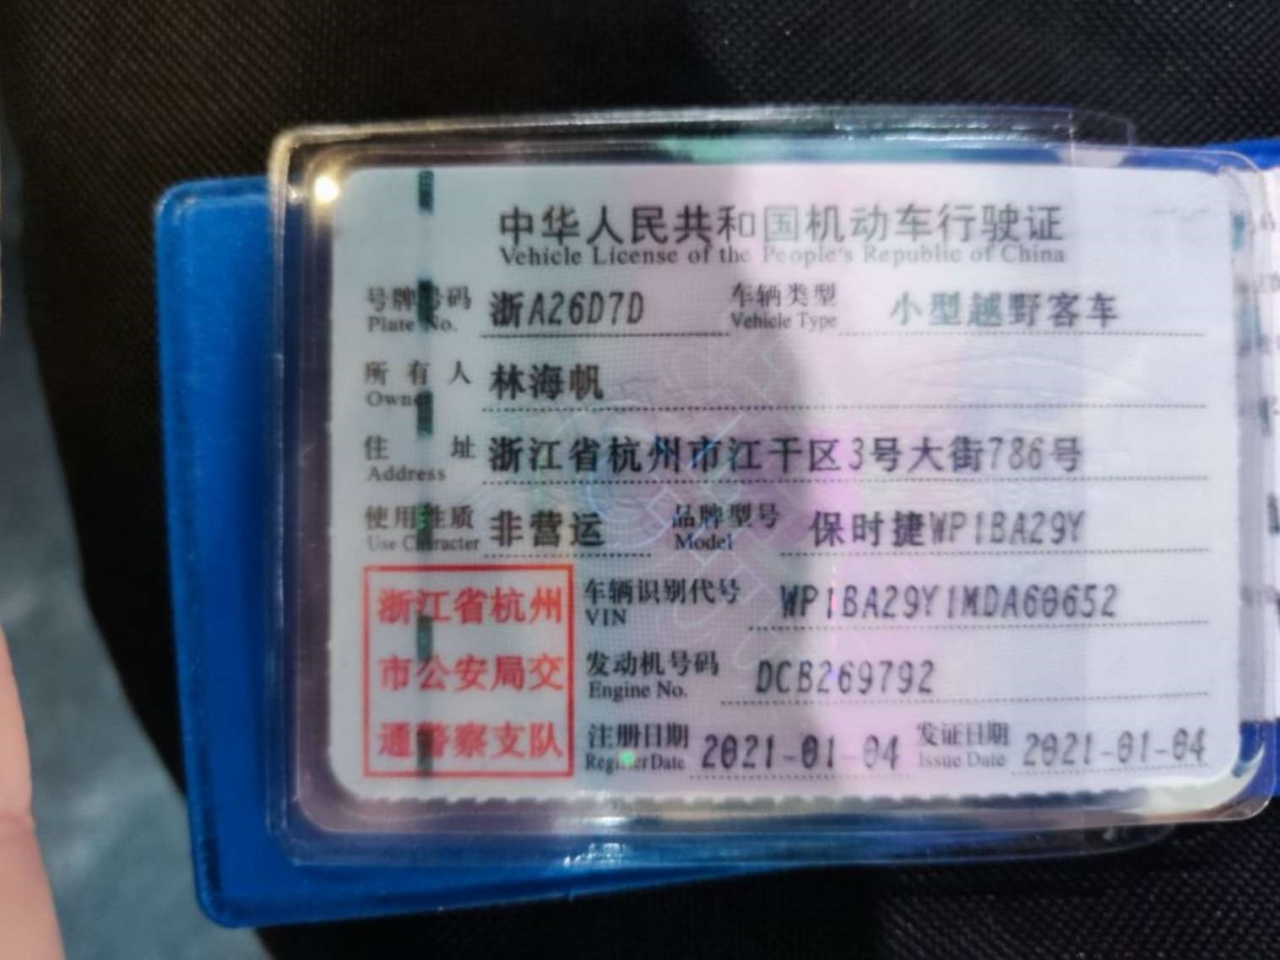 中华人民共和国机动车行驶证
Vehicle License of the People's Republic of China
号牌号码 浙A26D7D 车辆类型 小型越野客车
Plate No. Vehicle Type
所有人 林海帆
Owner
住址 浙江省杭州市江干区3号大街786号
Address
使用性质 非营运 品牌型号 保时捷WP1BA29Y
Use Character Model
浙江省杭州
市公安局交
通警察支队
车辆识别代号 WP1BA29Y1MDA60652
VIN
发动机号码 DCB269792
Engine No.
注册日期 2021-01-04 发证日期 2021-01-04
Register Date Issue Date